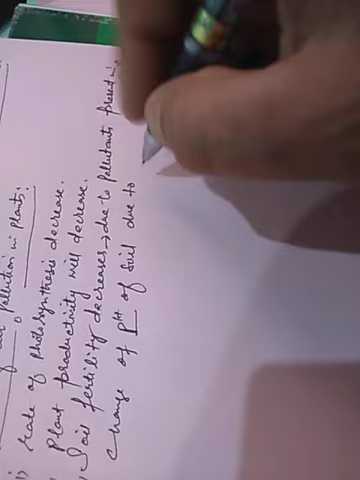 Pollution in Plants.
1) Rate of Photosynthesis decrease.
Plant productivity will decrease.
Soil fertility decreases → due to Pollutants present in
change of pH of Soil due to